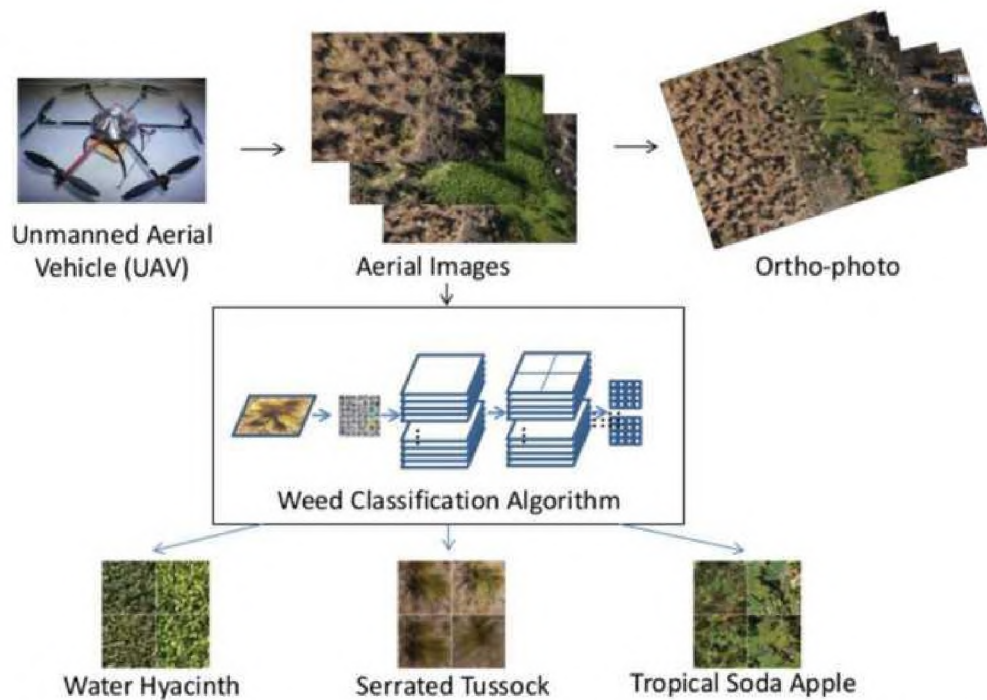 Unmanned Aerial
Vehicle (UAV)
Aerial Images
Ortho-photo
Weed Classification Algorithm
Water Hyacinth
Serrated Tussock
Tropical Soda Apple